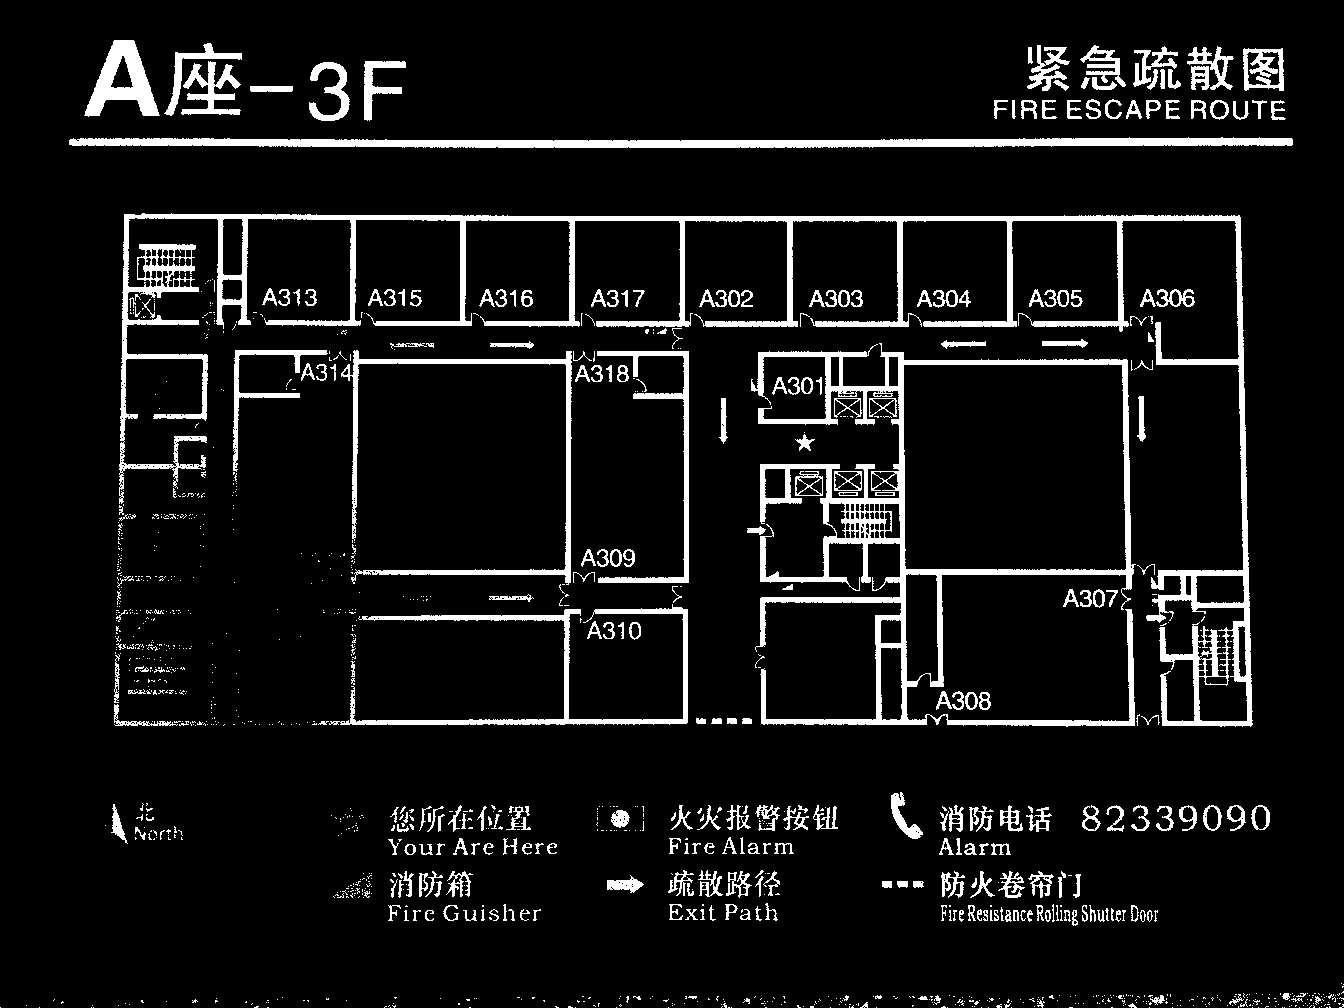 A座-3F
紧急疏散图
FIRE ESCAPE ROUTE
A313
A315
A316
A317
A302
A303
A304
A305
A306
A314
A318
A301
A309
A307
A310
A308
北
North
您所在位置
Your Are Here
火灾报警按钮
Fire Alarm
消防电话 82339090
Alarm
消防箱
Fire Guisher
疏散路径
Exit Path
防火卷帘门
Fire Resistance Rolling Shutter Door